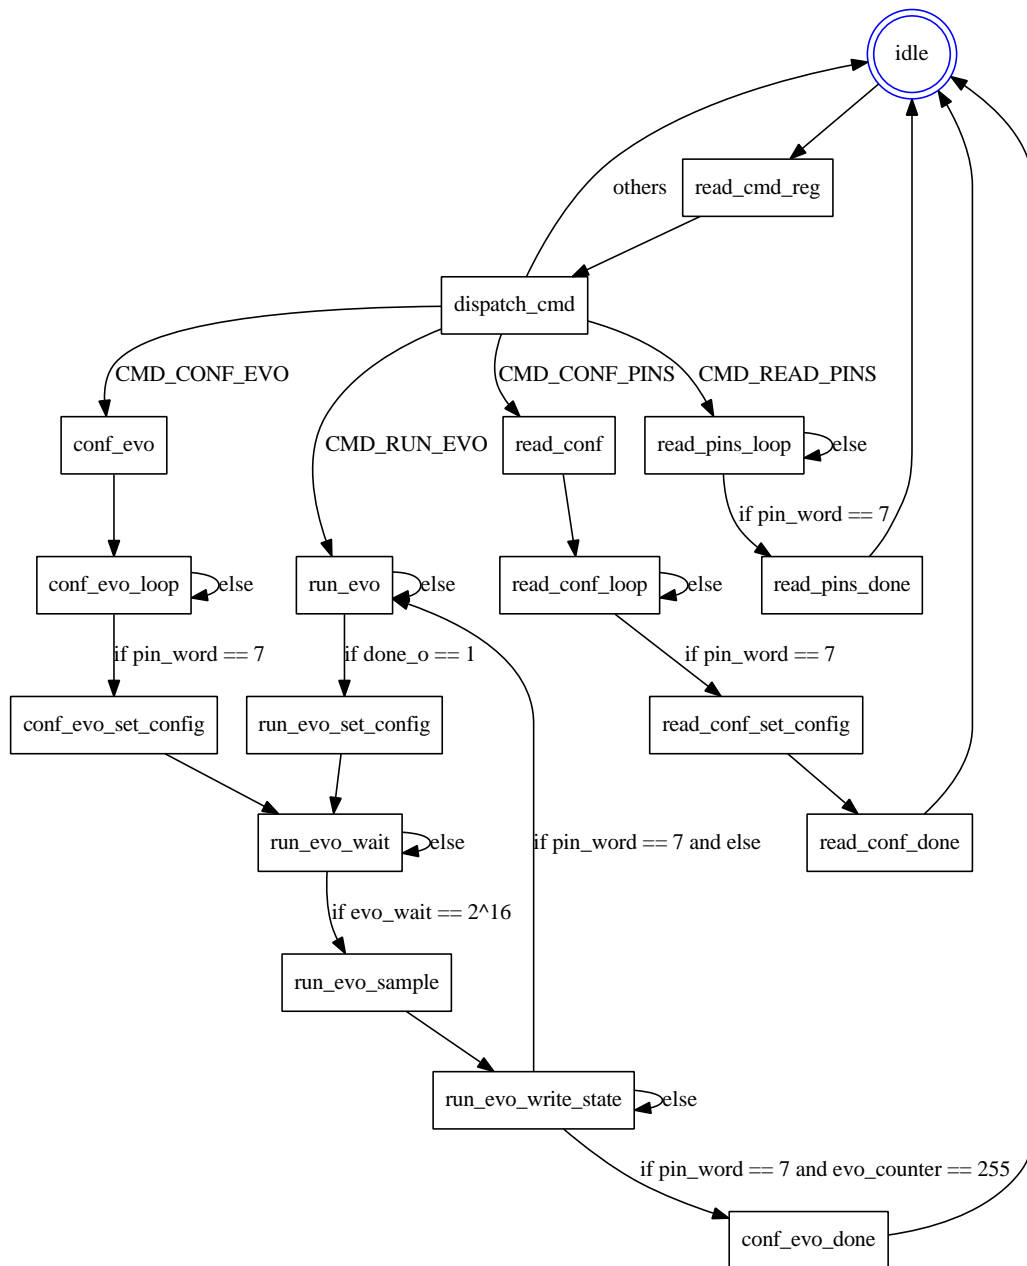 idle
others
read_cmd_reg
dispatch_cmd
CMD_CONF_EVO
CMD_CONF_PINS
CMD_READ_PINS
conf_evo
CMD_RUN_EVO
read_conf
read_pins_loop
else
if pin_word == 7
conf_evo_loop
else
run_evo
else
read_conf_loop
else
read_pins_done
if pin_word == 7
if done_o == 1
if pin_word == 7
conf_evo_set_config
run_evo_set_config
read_conf_set_config
run_evo_wait
else
if pin_word == 7 and else
read_conf_done
if evo_wait == 2^16
run_evo_sample
run_evo_write_state
else
if pin_word == 7 and evo_counter == 255
conf_evo_done